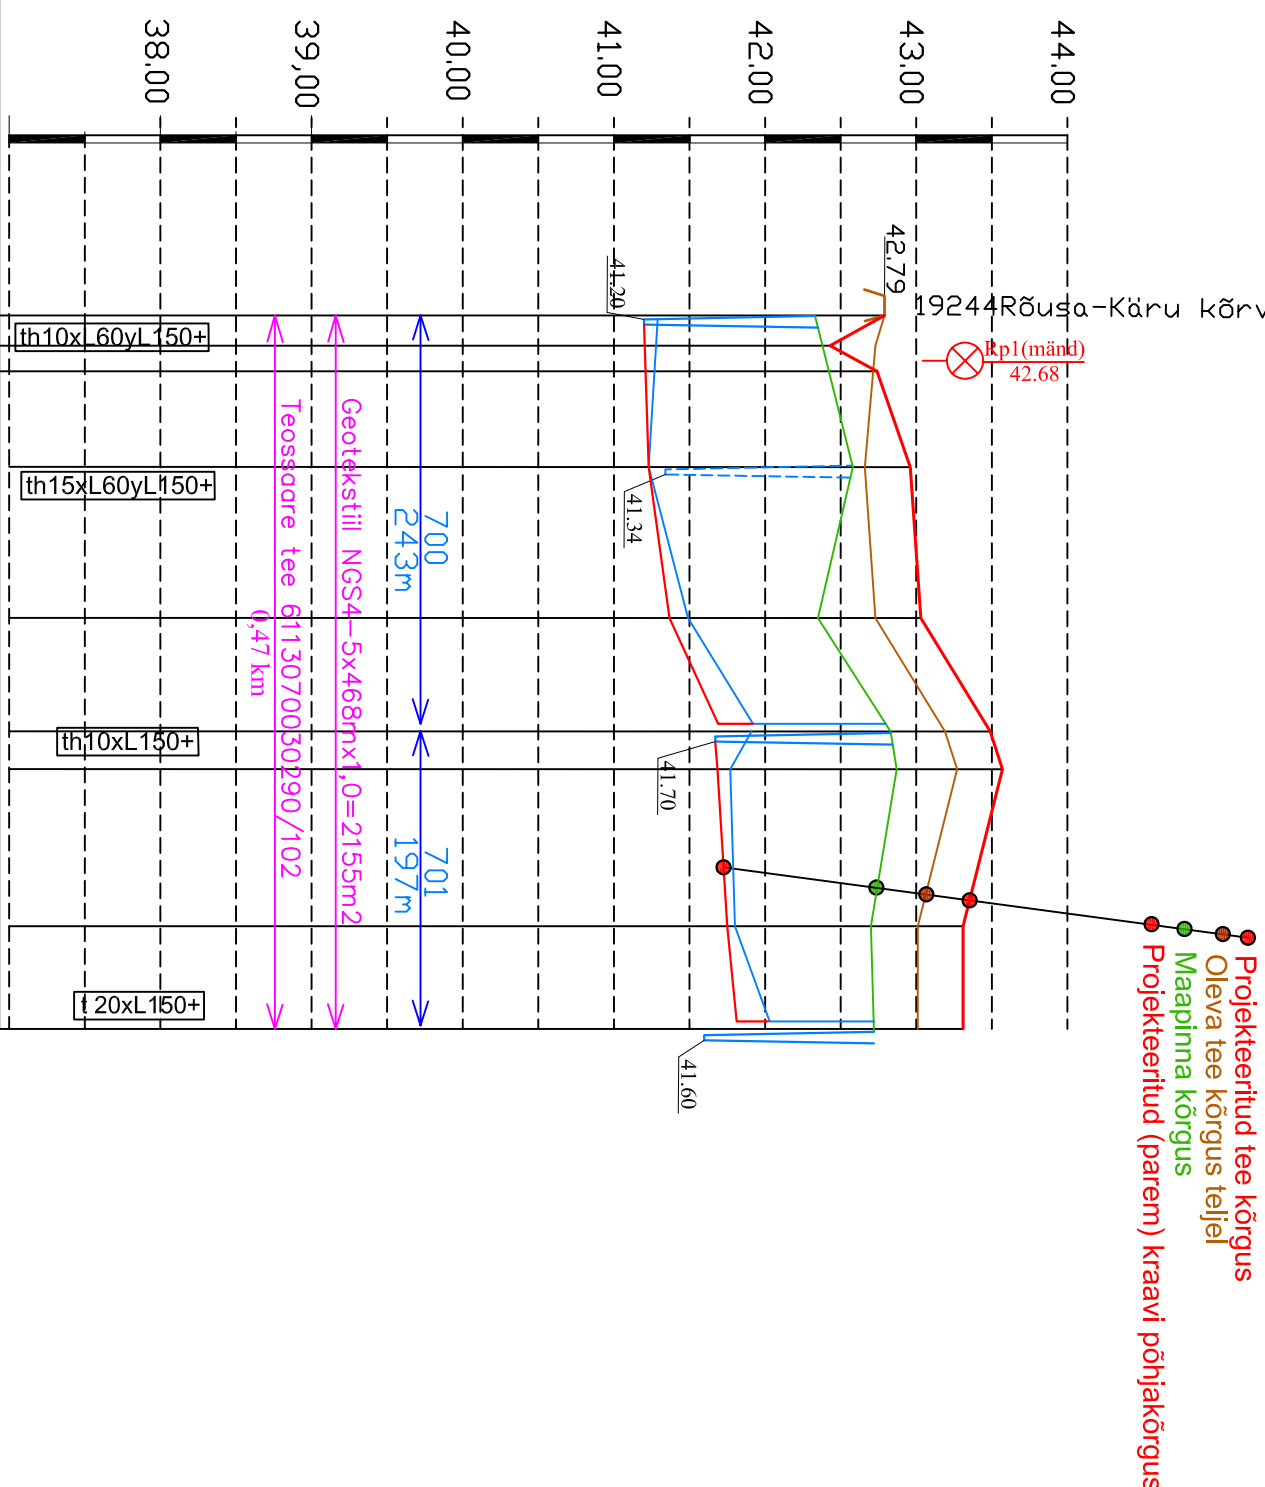 44.00
43.00
42.00
41.00
40.00
39,00
38.00
42.79
19244Rõusa-Käru kõrv
Rp1(mänd)
42.68
41.20
41.34
41.70
41.60
th10xL60yL150+
th15xL60yL150+
th10xL150+
t 20xL150+
700
243m
701
197m
Geotekstiil NGS4-5x468mx1,0=2155m2
Teossaare tee 6113070030290/102
0,47 km
Projekteeritud tee kõrgus
Oleva tee kõrgus teljel
Maapinna kõrgus
Projekteeritud (parem) kraavi põhjakõrgus